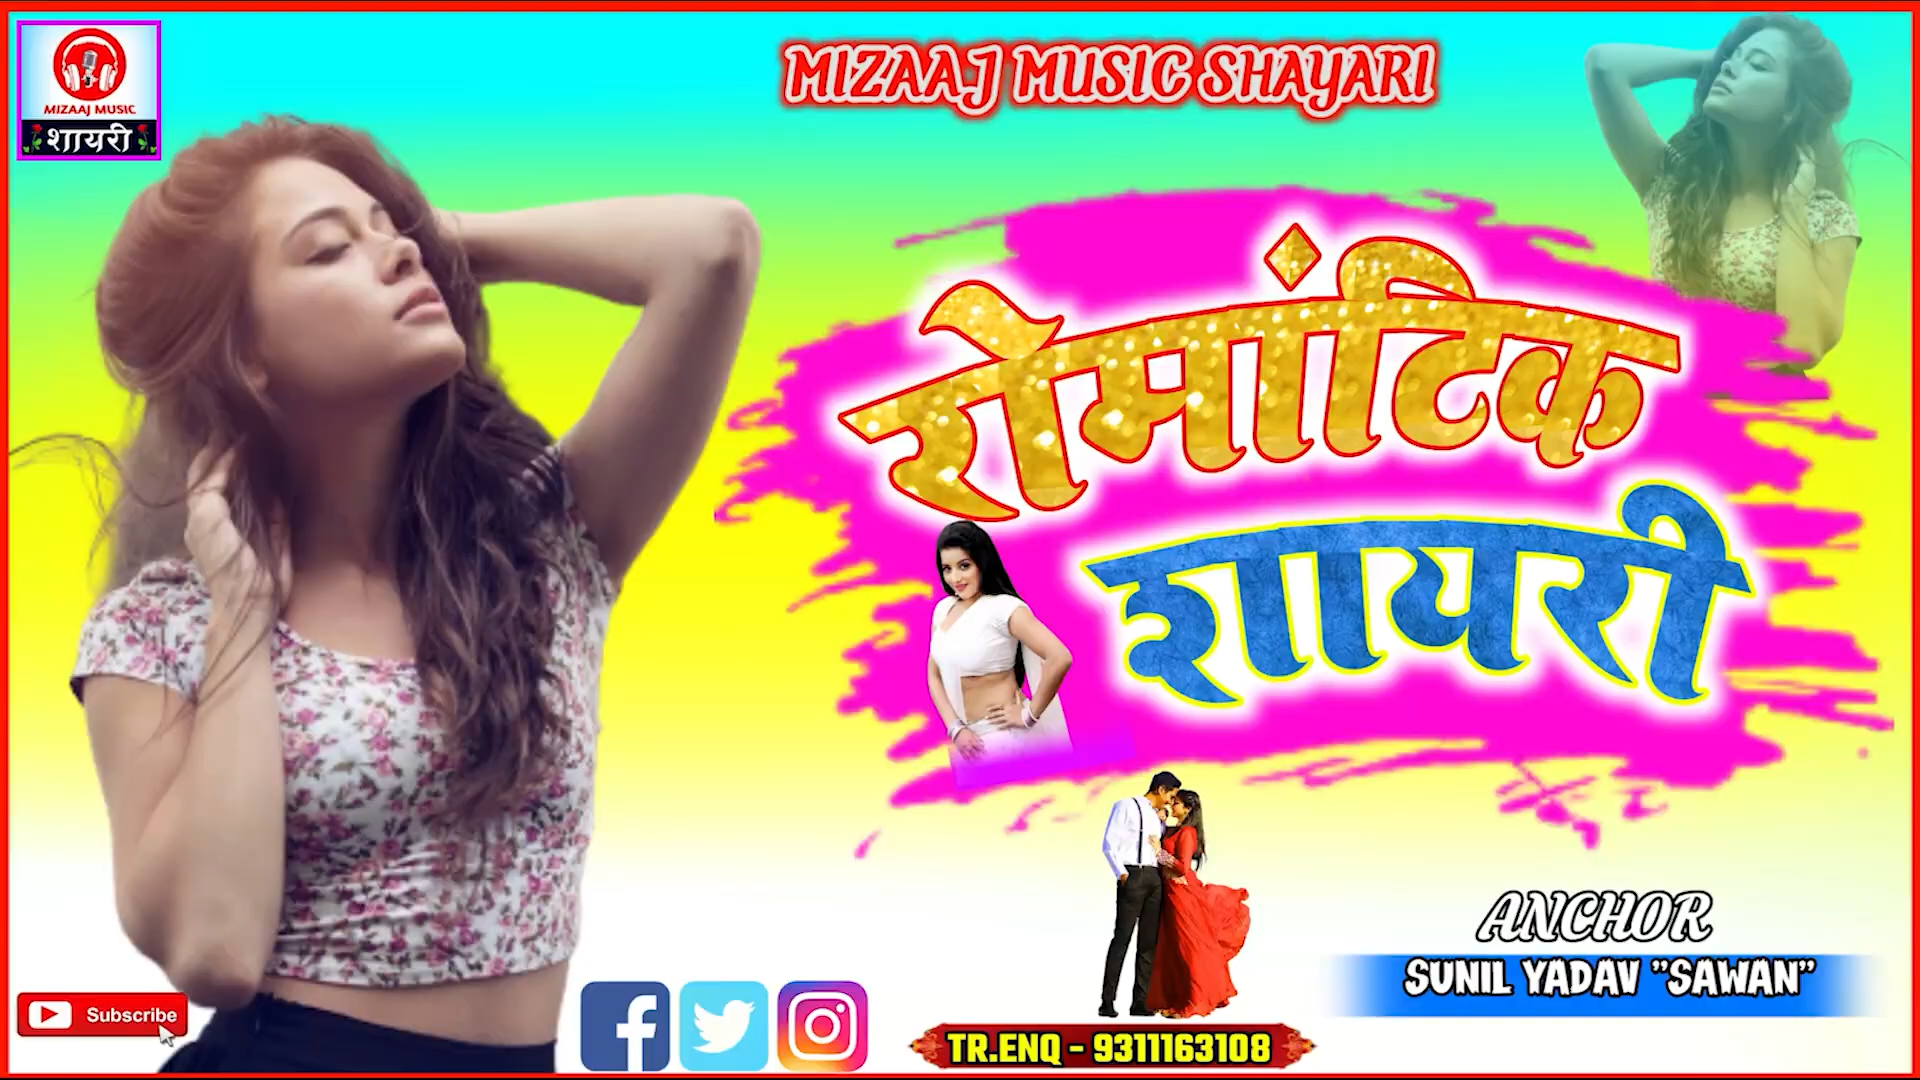 MIZAAJ MUSIC
शायरी
MIZAAJ MUSIC SHAYARI
रोमांटिक
शायरी
ANCHOR
SUNIL YADAV "SAWAN"
Subscribe
TR.ENQ - 9311163108